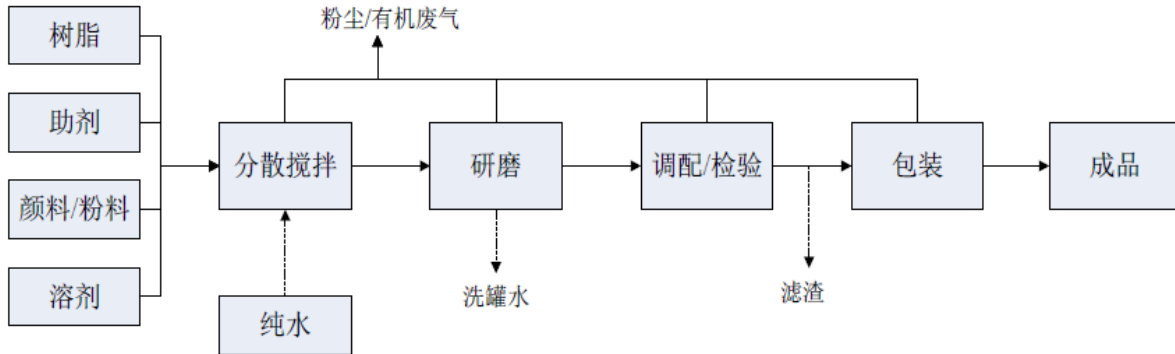 粉尘/有机废气
树脂
助剂
颜料/粉料
溶剂
分散搅拌
研磨
调配/检验
包装
成品
纯水
洗罐水
滤渣